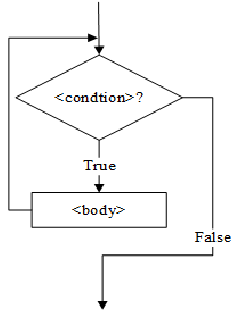 <condtion>?
True
<body>
False